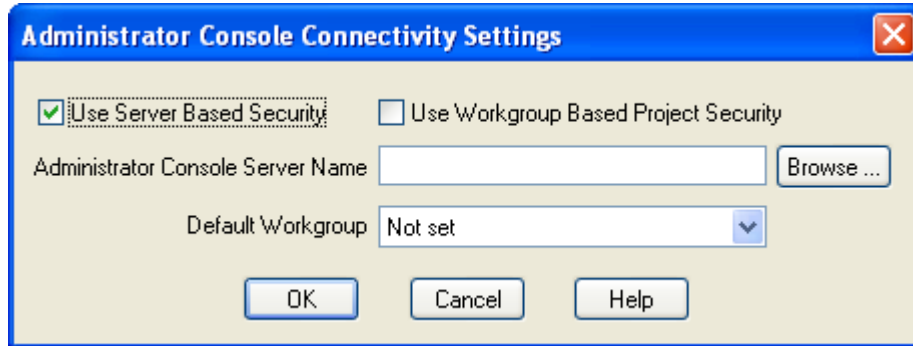 Administrator Console Connectivity Settings
Use Server Based Security Use Workgroup Based Project Security
Administrator Console Server Name Browse ...
Default Workgroup Not set
OK Cancel Help